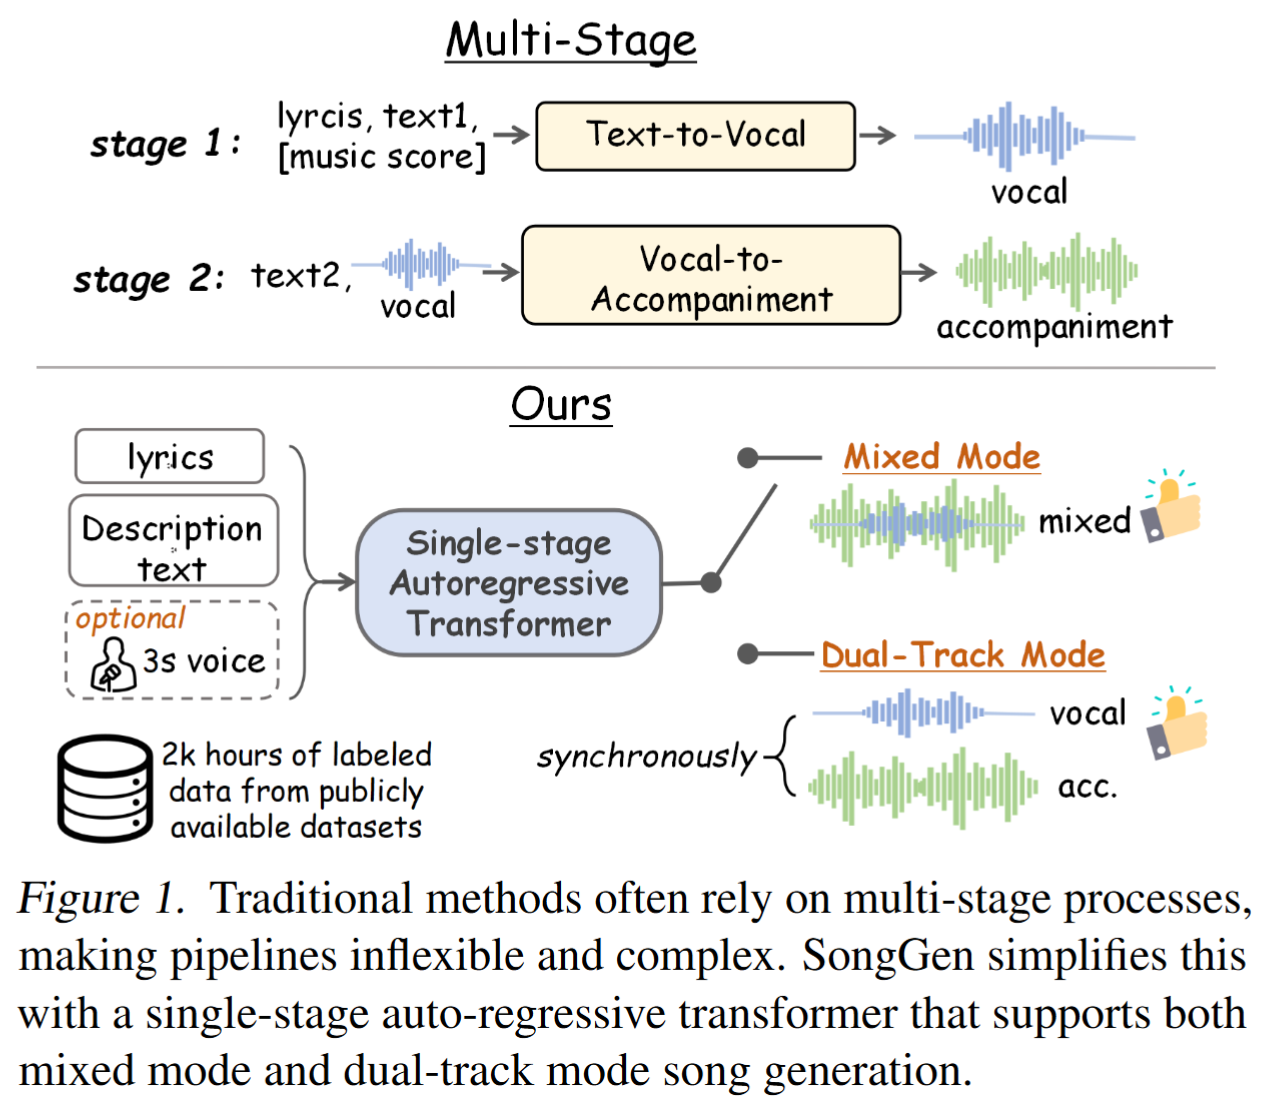 Multi-Stage
stage 1:
lyrcis, text1,
[music score]
Text-to-Vocal
vocal
stage 2:
text2,
vocal
Vocal-to-
Accompaniment
accompaniment
Ours
lyrics
Description
text
optional
3s voice
2k hours of labeled
data from publicly
available datasets
Single-stage
Autoregressive
Transformer
Mixed Mode
mixed
Dual-Track Mode
synchronously
vocal
acc.
Figure 1. Traditional methods often rely on multi-stage processes,
making pipelines inflexible and complex. SongGen simplifies this
with a single-stage auto-regressive transformer that supports both
mixed mode and dual-track mode song generation.